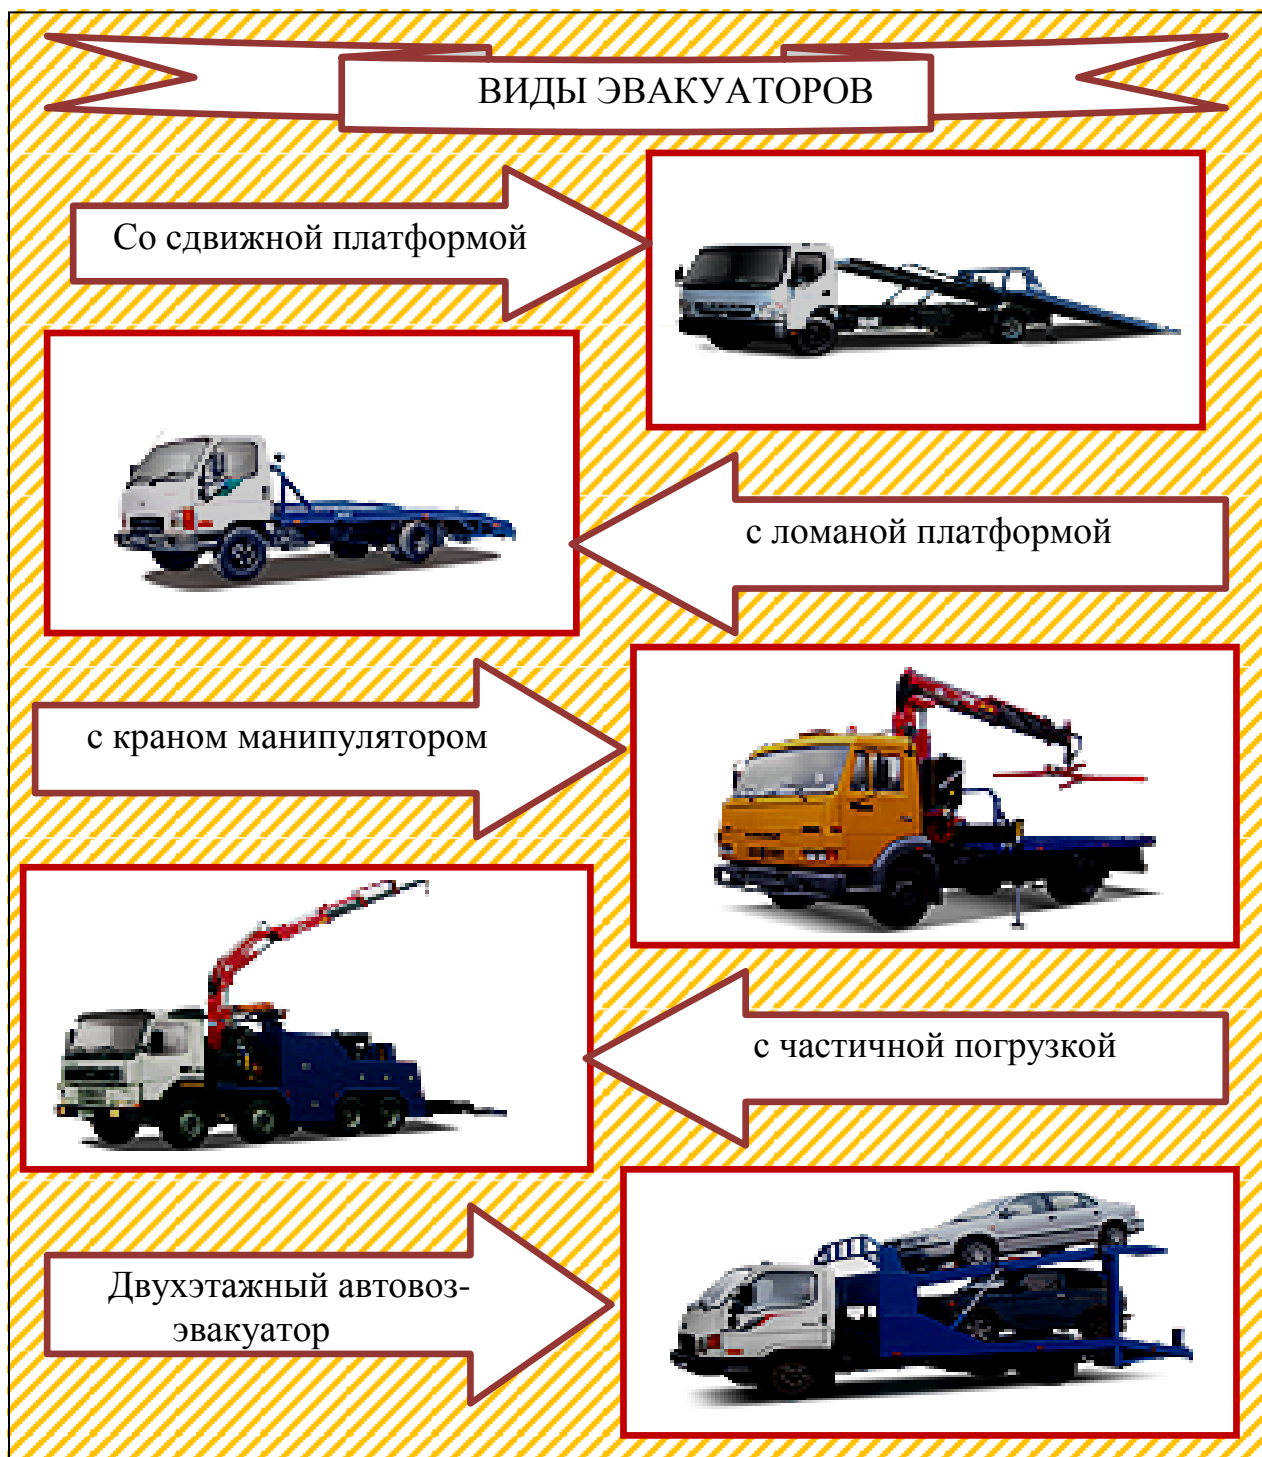 ВИДЫ ЭВАКУАТОРОВ
Со сдвижной платформой
с ломаной платформой
с краном манипулятором
с частичной погрузкой
Двухэтажный автовоз-
эвакуатор